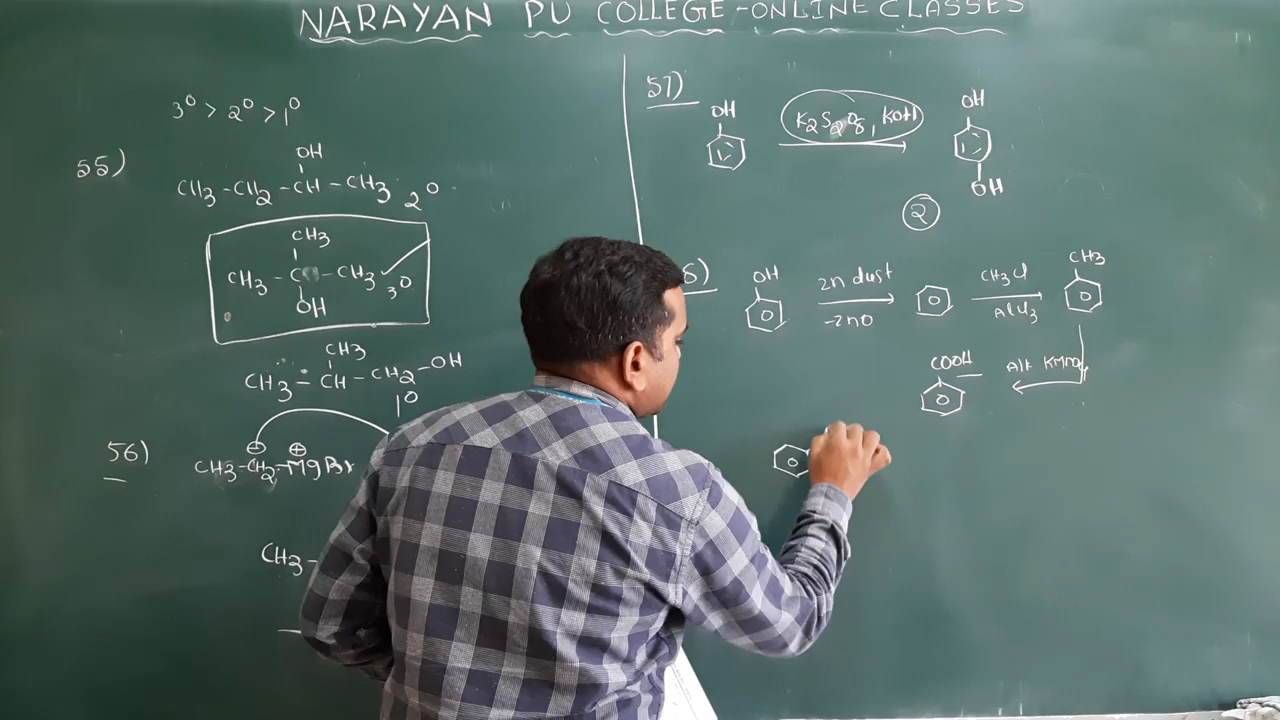 NARAYAN PU COLLEGE - ONLINE CLASSES
3° > 2° > 1°
55)
OH
CH3 - CH2 - CH - CH3 2°
CH3
CH3 - C - CH3 3°
OH
CH3
CH3 - CH - CH2 - OH
1°
56)
⊖ ⊕
CH3 - CH2 - MgBr
CH3 -
57)
OH K2S2O8, KOH OH
OH
2
8)
OH Zn dust CH3Cl CH3
-ZnO AlCl3
COOH Alk KMnO4